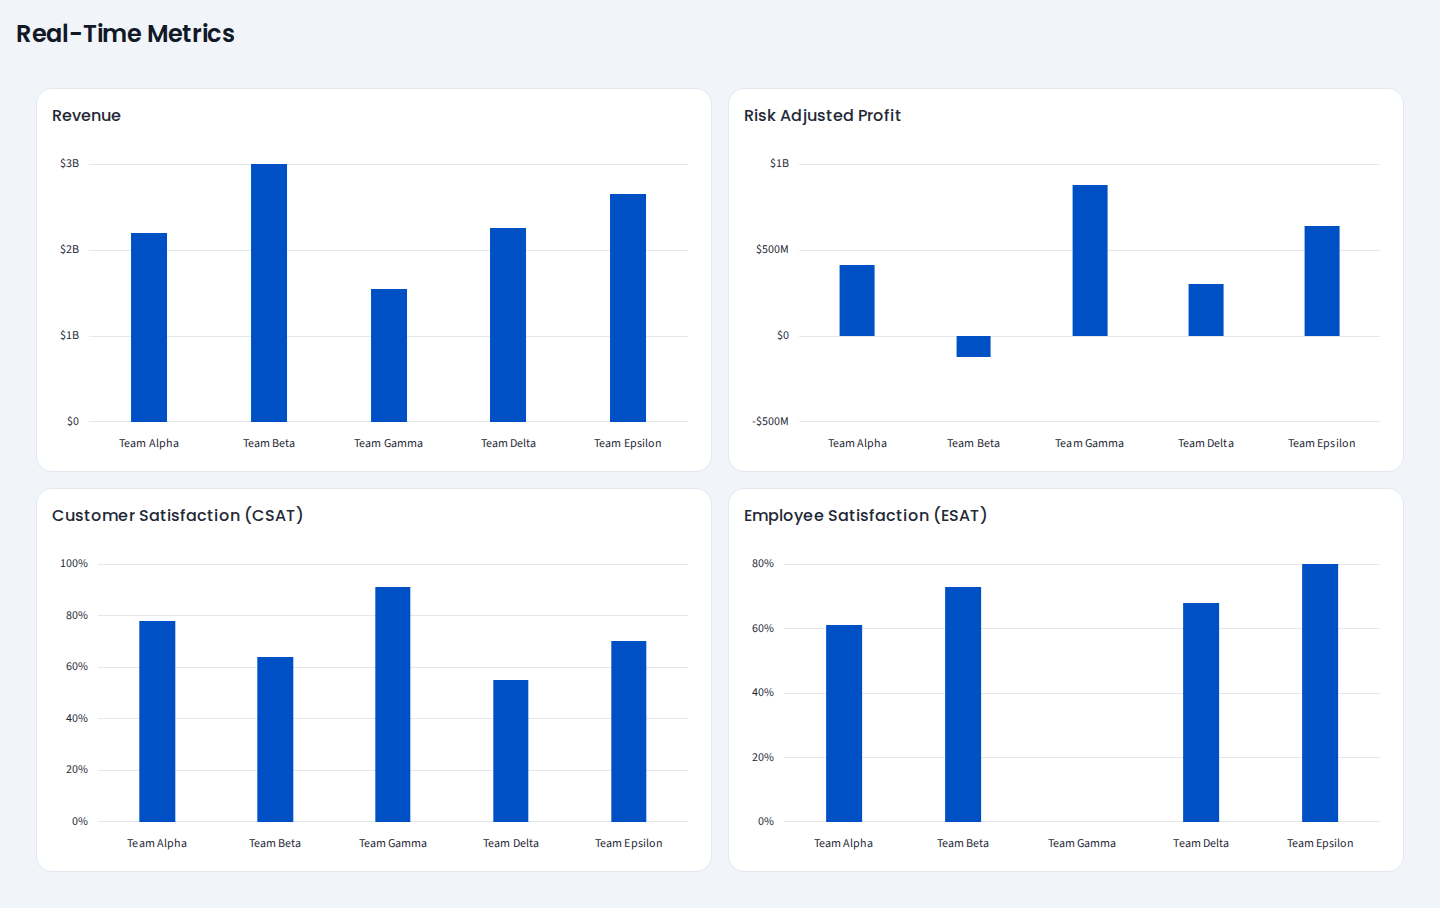 Real-Time Metrics
Revenue
$3B
$2B
$1B
$0
Team Alpha
Team Beta
Team Gamma
Team Delta
Team Epsilon
Risk Adjusted Profit
$1B
$500M
$0
-$500M
Team Alpha
Team Beta
Team Gamma
Team Delta
Team Epsilon
Customer Satisfaction (CSAT)
100%
80%
60%
40%
20%
0%
Team Alpha
Team Beta
Team Gamma
Team Delta
Team Epsilon
Employee Satisfaction (ESAT)
80%
60%
40%
20%
0%
Team Alpha
Team Beta
Team Gamma
Team Delta
Team Epsilon